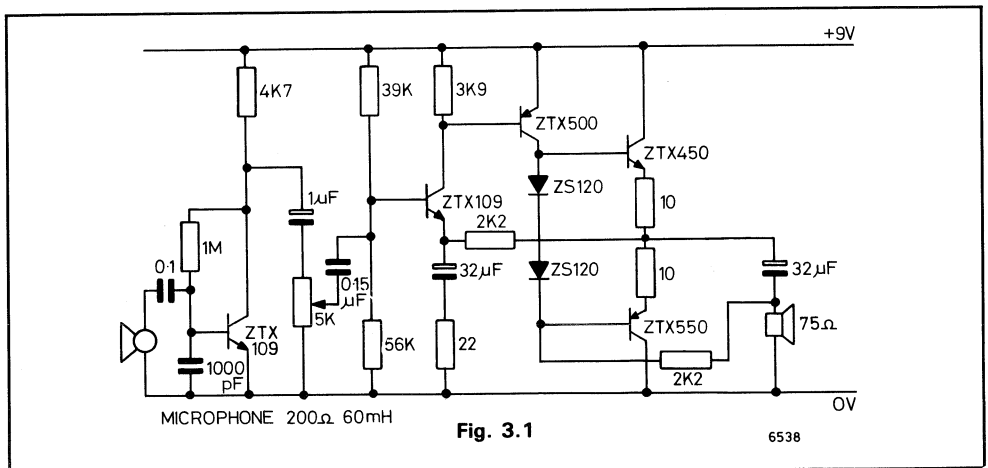 +9V
4K7
39K
3K9
ZTX500
ZTX450
1µF
ZS120
ZTX109
10
1M
2K2
0·1
32µF
ZS120
32µF
0·15
µF
10
5K
ZTX
109
ZTX550
75Ω
1000
pF
56K
22
2K2
0V
MICROPHONE 200Ω 60mH
Fig. 3.1
6538